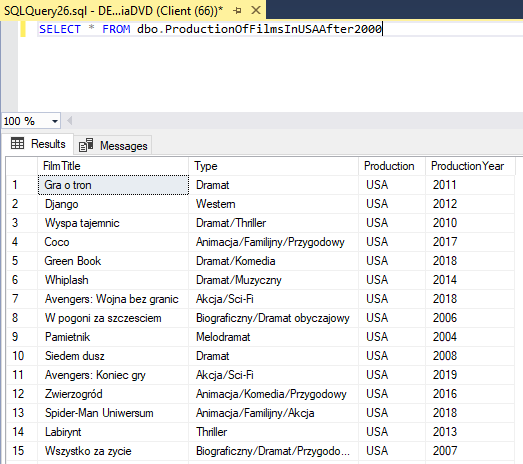 SQLQuery26.sql - DE...iaDVD (Client (66))*
SELECT * FROM dbo.ProductionOfFilmsInUSAAfter2000
100 %
Results Messages
FilmTitle Type Production ProductionYear
1 Gra o tron Dramat USA 2011
2 Django Western USA 2012
3 Wyspa tajemnic Dramat/Thriller USA 2010
4 Coco Animacja/Familijny/Przygodowy USA 2017
5 Green Book Dramat/Komedia USA 2018
6 Whiplash Dramat/Muzyczny USA 2014
7 Avengers: Wojna bez granic Akcja/Sci-Fi USA 2018
8 W pogoni za szczesciem Biograficzny/Dramat obyczajowy USA 2006
9 Pamietnik Melodramat USA 2004
10 Siedem dusz Dramat USA 2008
11 Avengers: Koniec gry Akcja/Sci-Fi USA 2019
12 Zwierzogród Animacja/Komedia/Przygodowy USA 2016
13 Spider-Man Uniwersum Animacja/Familijny/Akcja USA 2018
14 Labirynt Thriller USA 2013
15 Wszystko za zycie Biograficzny/Dramat/Przygodo... USA 2007